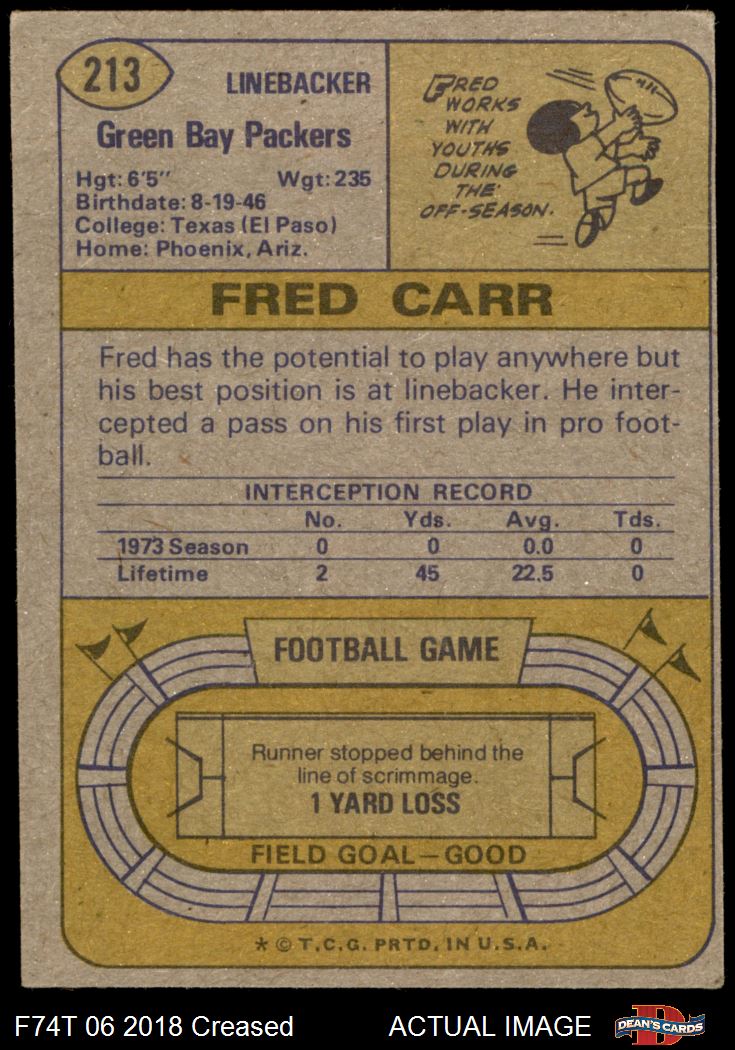 213
LINEBACKER
Green Bay Packers
Hgt: 6'5" Wgt: 235
Birthdate: 8-19-46
College: Texas (El Paso)
Home: Phoenix, Ariz.
FRED
WORKS
WITH
YOUTHS
DURING
THE
OFF-SEASON.
FRED CARR
Fred has the potential to play anywhere but
his best position is at linebacker. He inter-
cepted a pass on his first play in pro foot-
ball.
INTERCEPTION RECORD
No. Yds. Avg. Tds.
1973 Season 0 0 0.0 0
Lifetime 2 45 22.5 0
FOOTBALL GAME
Runner stopped behind the
line of scrimmage.
1 YARD LOSS
FIELD GOAL—GOOD
* © T.C.G. PRTD. IN U.S.A.
F74T 06 2018 Creased ACTUAL IMAGE DEAN'S CARDS